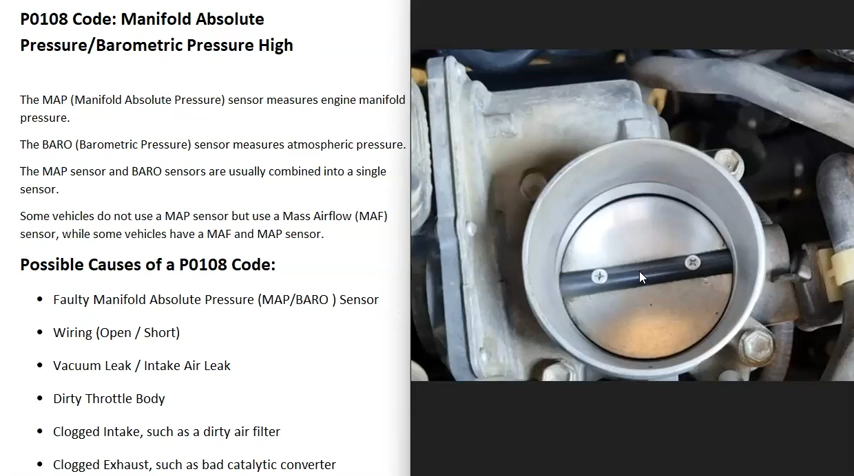 P0108 Code: Manifold Absolute
Pressure/Barometric Pressure High
The MAP (Manifold Absolute Pressure) sensor measures engine manifold
pressure.
The BARO (Barometric Pressure) sensor measures atmospheric pressure.
The MAP sensor and BARO sensors are usually combined into a single
sensor.
Some vehicles do not use a MAP sensor but use a Mass Airflow (MAF)
sensor, while some vehicles have a MAF and MAP sensor.
Possible Causes of a P0108 Code:
• Faulty Manifold Absolute Pressure (MAP/BARO ) Sensor
• Wiring (Open / Short)
• Vacuum Leak / Intake Air Leak
• Dirty Throttle Body
• Clogged Intake, such as a dirty air filter
• Clogged Exhaust, such as bad catalytic converter